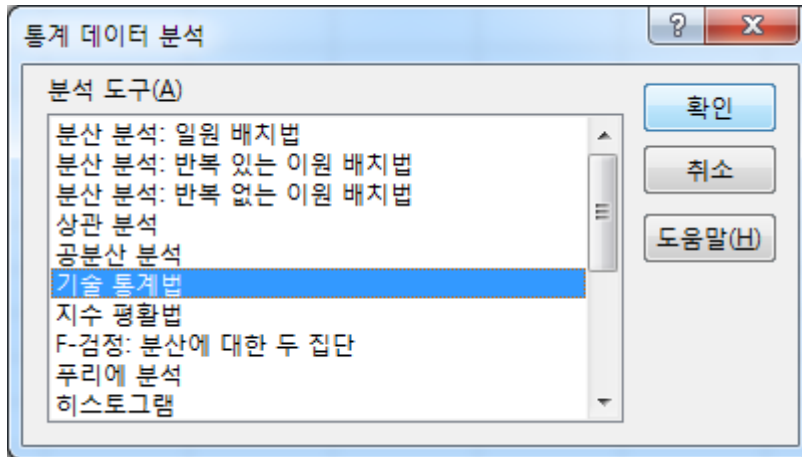 통계 데이터 분석
분석 도구(A)
분산 분석: 일원 배치법
분산 분석: 반복 있는 이원 배치법
분산 분석: 반복 없는 이원 배치법
상관 분석
공분산 분석
기술 통계법
지수 평활법
F-검정: 분산에 대한 두 집단
푸리에 분석
히스토그램
확인
취소
도움말(H)